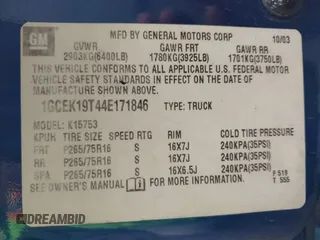 GM
MFD BY GENERAL MOTORS CORP 10/03
GVWR GAWR FRT GAWR RR
2903KG(6400LB) 1780KG(3925LB) 1701KG(3750LB)
THIS VEHICLE CONFORMS TO ALL APPLICABLE U.S. FEDERAL
MOTOR VEHICLE SAFETY STANDARDS IN EFFECT ON THE DATE OF
MANUFACTURE SHOWN ABOVE.
1GCEK19T44E171846 TYPE: TRUCK
MODEL: K15753
TIRE SIZE SPEED RTG RIM COLD TIRE PRESSURE
FRT P265/75R16 S 16X7J 240KPA(35PSI)
RR P265/75R16 S 16X7J 240KPA(35PSI)
SPA P265/75R16 S 16X6.5J 240KPA(35PSI)
SEE OWNER'S MANUAL FOR ADDITIONAL INFORMATION.
F S19
T 555
DREAMBID